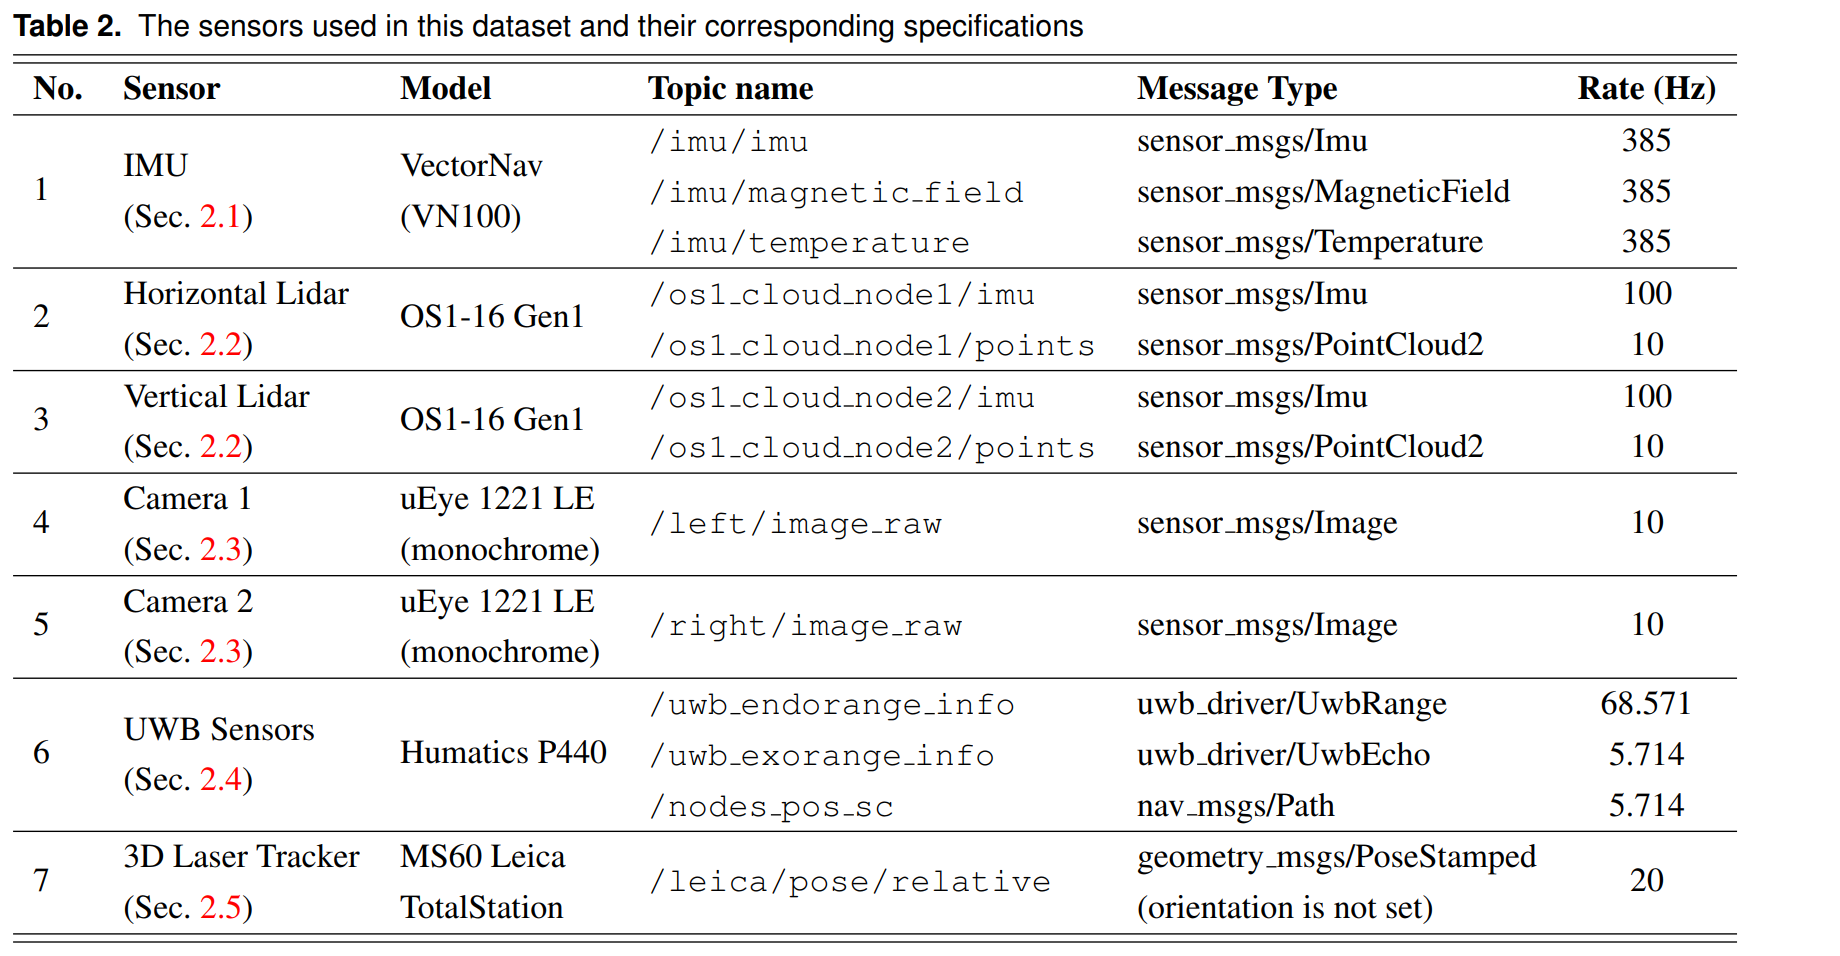 Table 2. The sensors used in this dataset and their corresponding specifications
No. Sensor Model Topic name Message Type Rate (Hz)
1 IMU (Sec. 2.1) VectorNav (VN100) /imu/imu sensor_msgs/Imu 385
/imu/magnetic_field sensor_msgs/MagneticField 385
/imu/temperature sensor_msgs/Temperature 385
2 Horizontal Lidar (Sec. 2.2) OS1-16 Gen1 /os1_cloud_node1/imu sensor_msgs/Imu 100
/os1_cloud_node1/points sensor_msgs/PointCloud2 10
3 Vertical Lidar (Sec. 2.2) OS1-16 Gen1 /os1_cloud_node2/imu sensor_msgs/Imu 100
/os1_cloud_node2/points sensor_msgs/PointCloud2 10
4 Camera 1 (Sec. 2.3) uEye 1221 LE (monochrome) /left/image_raw sensor_msgs/Image 10
5 Camera 2 (Sec. 2.3) uEye 1221 LE (monochrome) /right/image_raw sensor_msgs/Image 10
6 UWB Sensors (Sec. 2.4) Humatics P440 /uwb_endorange_info uwb_driver/UwbRange 68.571
/uwb_exorange_info uwb_driver/UwbEcho 5.714
/nodes_pos_sc nav_msgs/Path 5.714
7 3D Laser Tracker (Sec. 2.5) MS60 Leica TotalStation /leica/pose/relative geometry_msgs/PoseStamped (orientation is not set) 20